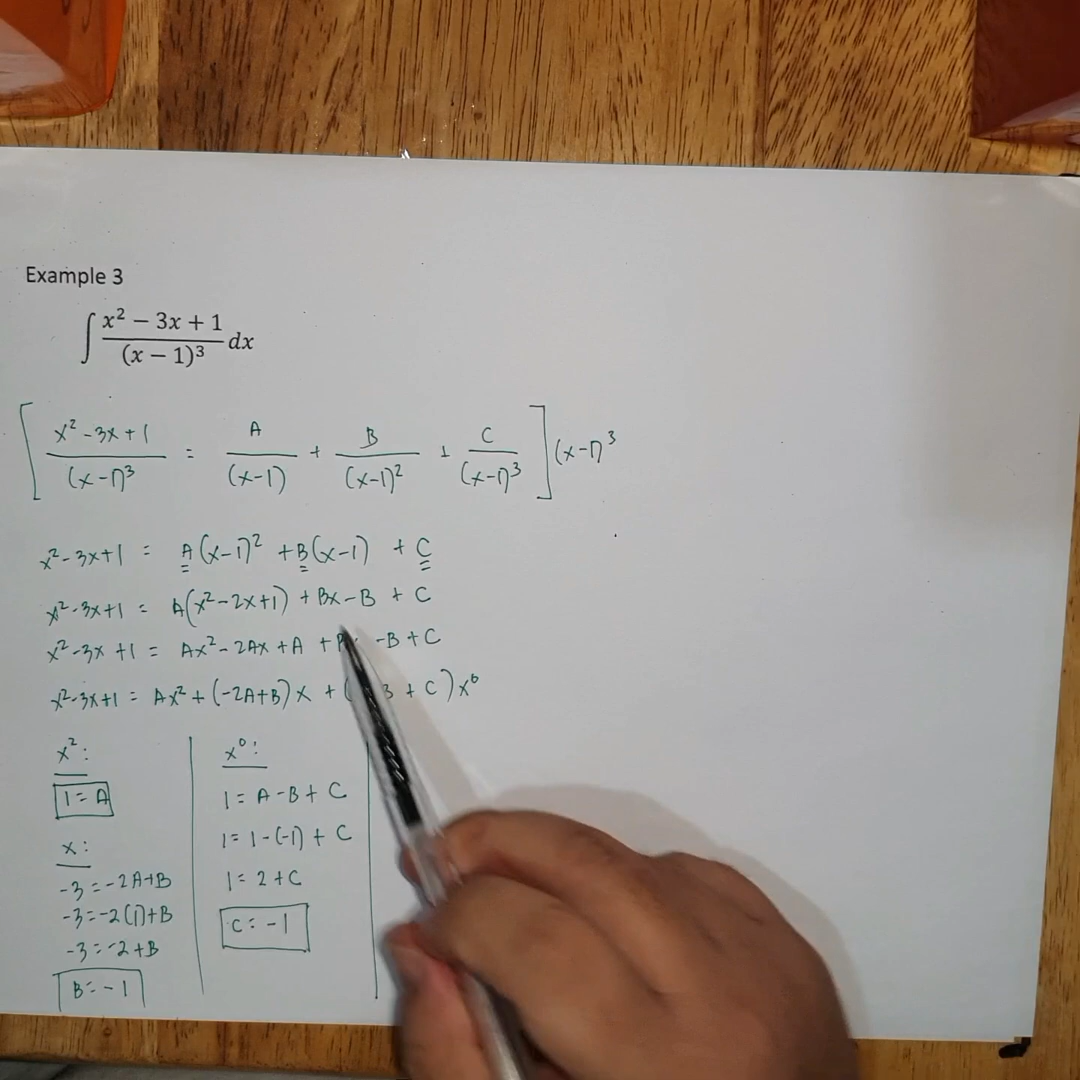 Example 3
∫ x² − 3x + 1 / (x − 1)³ dx
[ x² - 3x + 1 / (x-1)³ = A / (x-1) + B / (x-1)² + C / (x-1)³ ] (x-1)³
x² - 3x + 1 = A(x-1)² + B(x-1) + C
x² - 3x + 1 = A(x² - 2x + 1) + Bx - B + C
x² - 3x + 1 = Ax² - 2Ax + A + - B + C
x² - 3x + 1 = Ax² + (-2A+B)x + ( B + C)x⁰
x²:
1 = A
x:
-3 = -2A+B
-3 = -2(1)+B
-3 = -2+B
B = -1
x⁰:
1 = A - B + C
1 = 1 - (-1) + C
1 = 2 + C
C = -1